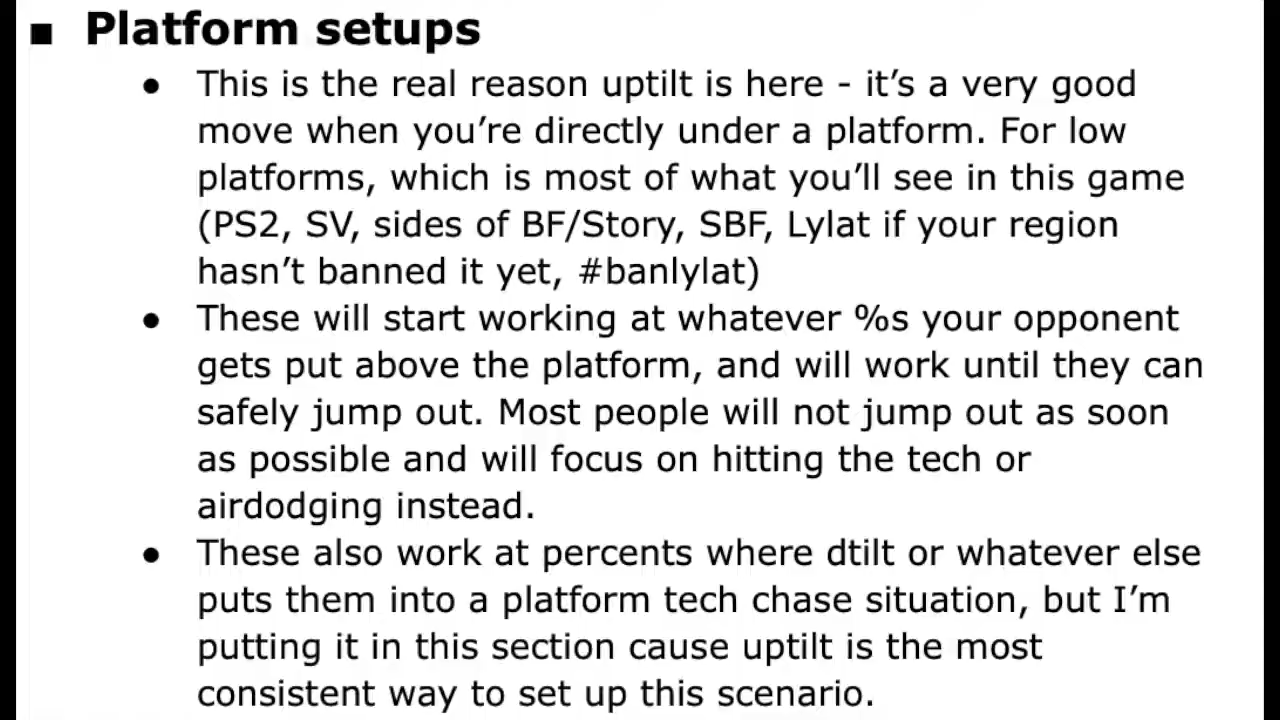 ■ Platform setups
● This is the real reason uptilt is here - it’s a very good
move when you’re directly under a platform. For low
platforms, which is most of what you’ll see in this game
(PS2, SV, sides of BF/Story, SBF, Lylat if your region
hasn’t banned it yet, #banlylat)
● These will start working at whatever %s your opponent
gets put above the platform, and will work until they can
safely jump out. Most people will not jump out as soon
as possible and will focus on hitting the tech or
airdodging instead.
● These also work at percents where dtilt or whatever else
puts them into a platform tech chase situation, but I’m
putting it in this section cause uptilt is the most
consistent way to set up this scenario.